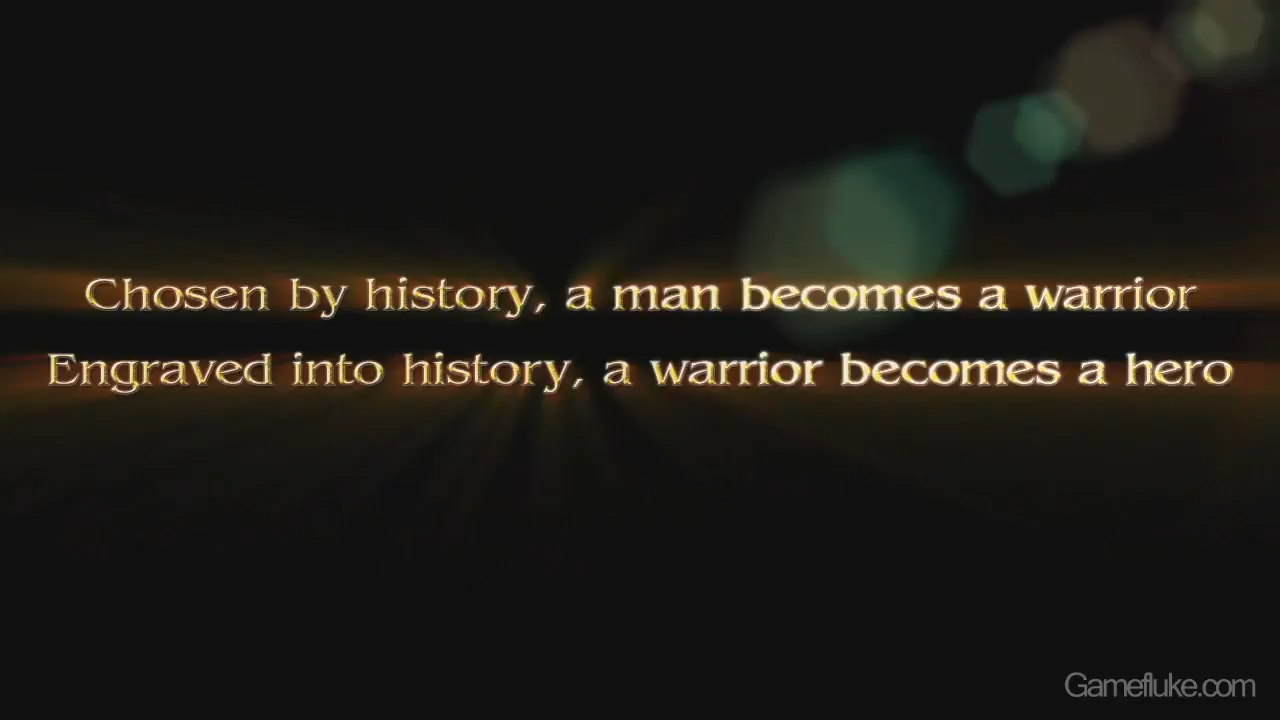 Chosen by history, a man becomes a warrior
Engraved into history, a warrior becomes a hero
Gamefluke.com